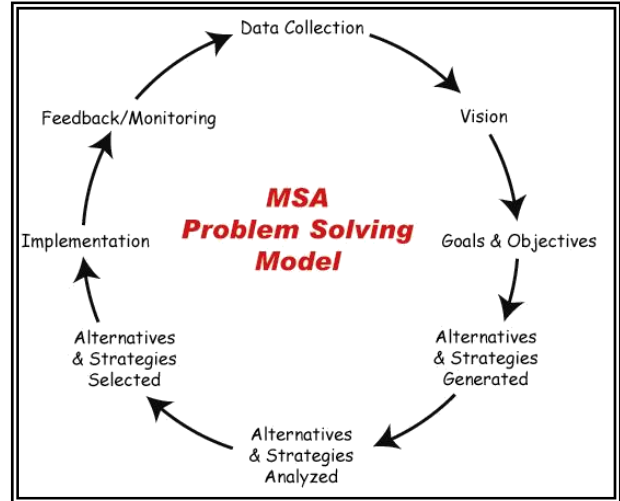 Data Collection
Vision
Goals & Objectives
Alternatives
& Strategies
Generated
Alternatives
& Strategies
Analyzed
Alternatives
& Strategies
Selected
Implementation
Feedback/Monitoring
MSA
Problem Solving
Model